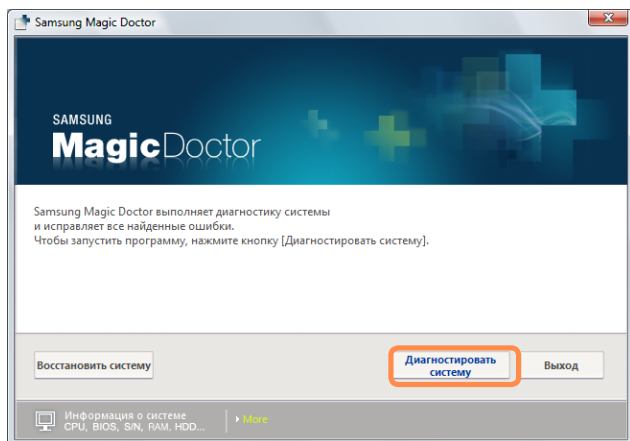 Samsung Magic Doctor
SAMSUNG
MagicDoctor
Samsung Magic Doctor выполняет диагностику системы
и исправляет все найденные ошибки.
Чтобы запустить программу, нажмите кнопку [Диагностировать систему].
Восстановить систему
Диагностировать
систему
Выход
Информация о системе
CPU, BIOS, S/N, RAM, HDD...
More